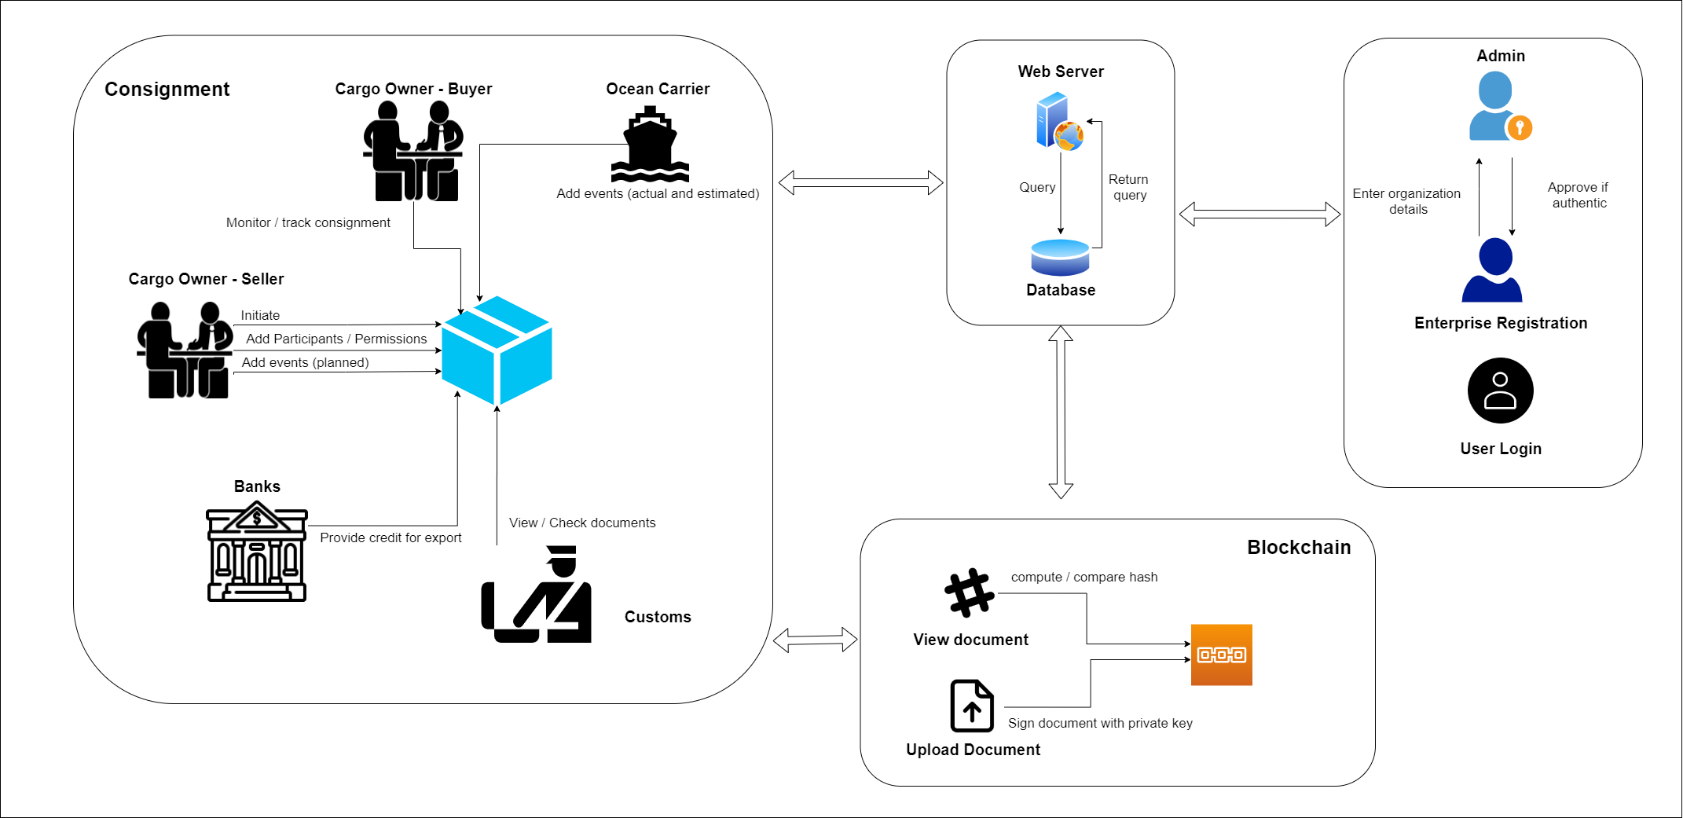 Consignment
Cargo Owner - Buyer
Ocean Carrier
Add events (actual and estimated)
Monitor / track consignment
Cargo Owner - Seller
Initiate
Add Participants / Permissions
Add events (planned)
Banks
Provide credit for export
View / Check documents
Customs
Web Server
Query
Return
query
Database
Admin
Enter organization
details
Approve if
authentic
Enterprise Registration
User Login
Blockchain
compute / compare hash
View document
Sign document with private key
Upload Document